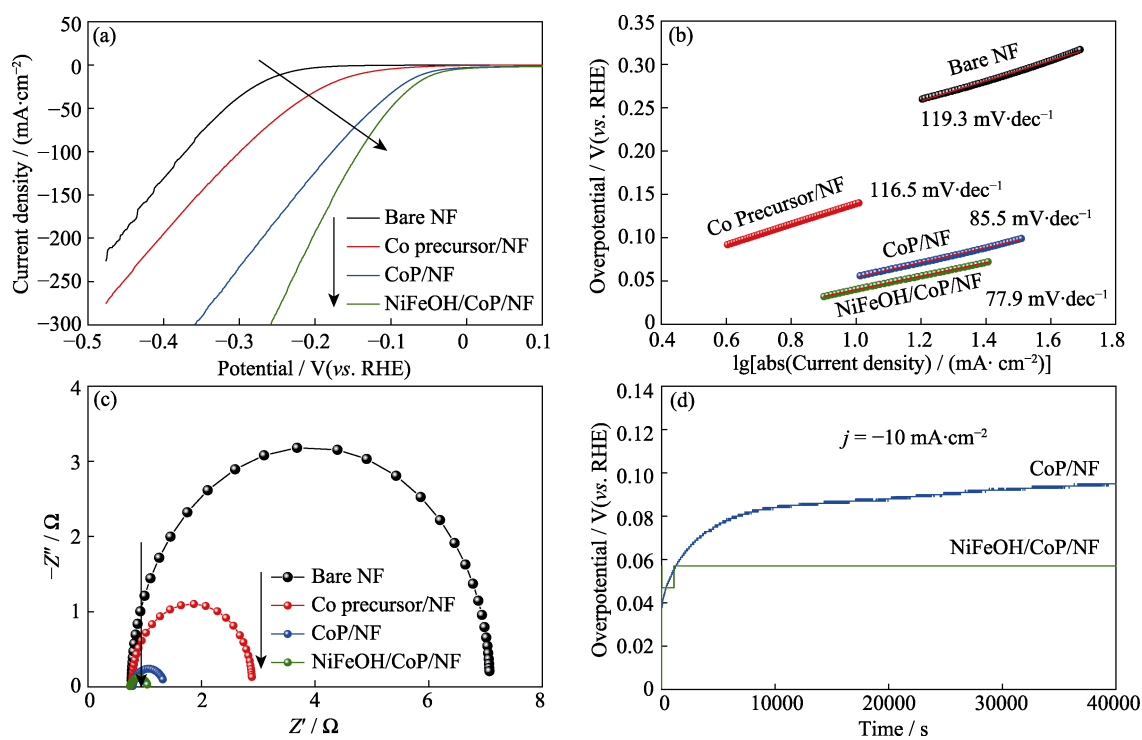 (a)
50
0
−50
−100
−150
−200
−250
−300
Current density / (mA·cm−2)
Bare NF
Co precursor/NF
CoP/NF
NiFeOH/CoP/NF
−0.5
−0.4
−0.3
−0.2
−0.1
0
0.1
Potential / V(vs. RHE)
(b)
0.35
0.30
0.25
0.20
0.15
0.10
0.05
0
Overpotential / V(vs. RHE)
Bare NF
119.3 mV·dec−1
Co Precursor/NF
116.5 mV·dec−1
CoP/NF
85.5 mV·dec−1
NiFeOH/CoP/NF
77.9 mV·dec−1
0.4
0.6
0.8
1.0
1.2
1.4
1.6
1.8
lg[abs(Current density) / (mA· cm−2)]
(c)
4
3
2
1
0
−Z″ / Ω
Bare NF
Co precursor/NF
CoP/NF
NiFeOH/CoP/NF
0
2
4
6
8
Z′ / Ω
(d)
0.14
0.12
0.10
0.08
0.06
0.04
0.02
0
Overpotential / V(vs. RHE)
j = −10 mA·cm−2
CoP/NF
NiFeOH/CoP/NF
0
10000
20000
30000
40000
Time / s